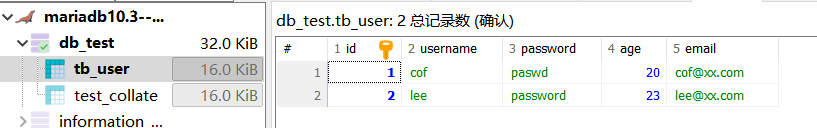 mariadb10.3--...
db_test 32.0 KiB
tb_user 16.0 KiB
test_collate 16.0 KiB
information_...
db_test.tb_user: 2 总记录数 (确认)
# 1 id 2 username 3 password 4 age 5 email
1 1 cof paswd 20 cof@xx.com
2 2 lee password 23 lee@xx.com